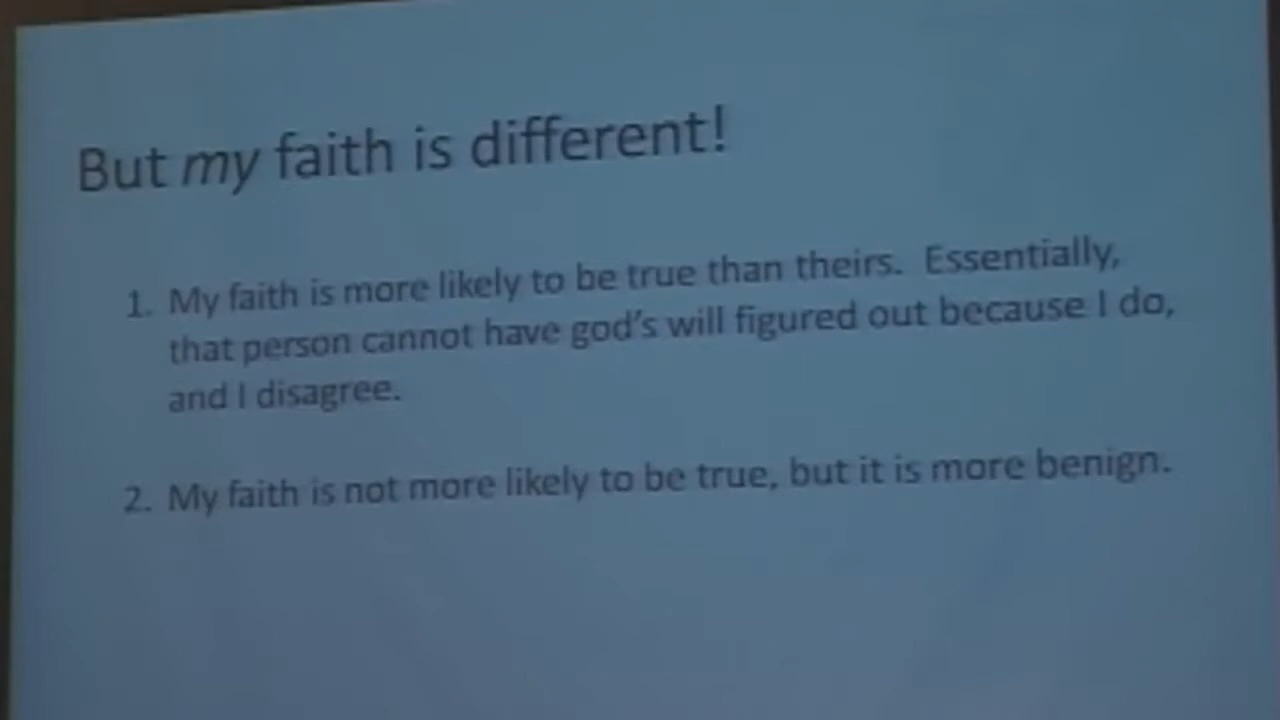 But my faith is different!
1. My faith is more likely to be true than theirs. Essentially,
that person cannot have god's will figured out because I do,
and I disagree.
2. My faith is not more likely to be true, but it is more benign.